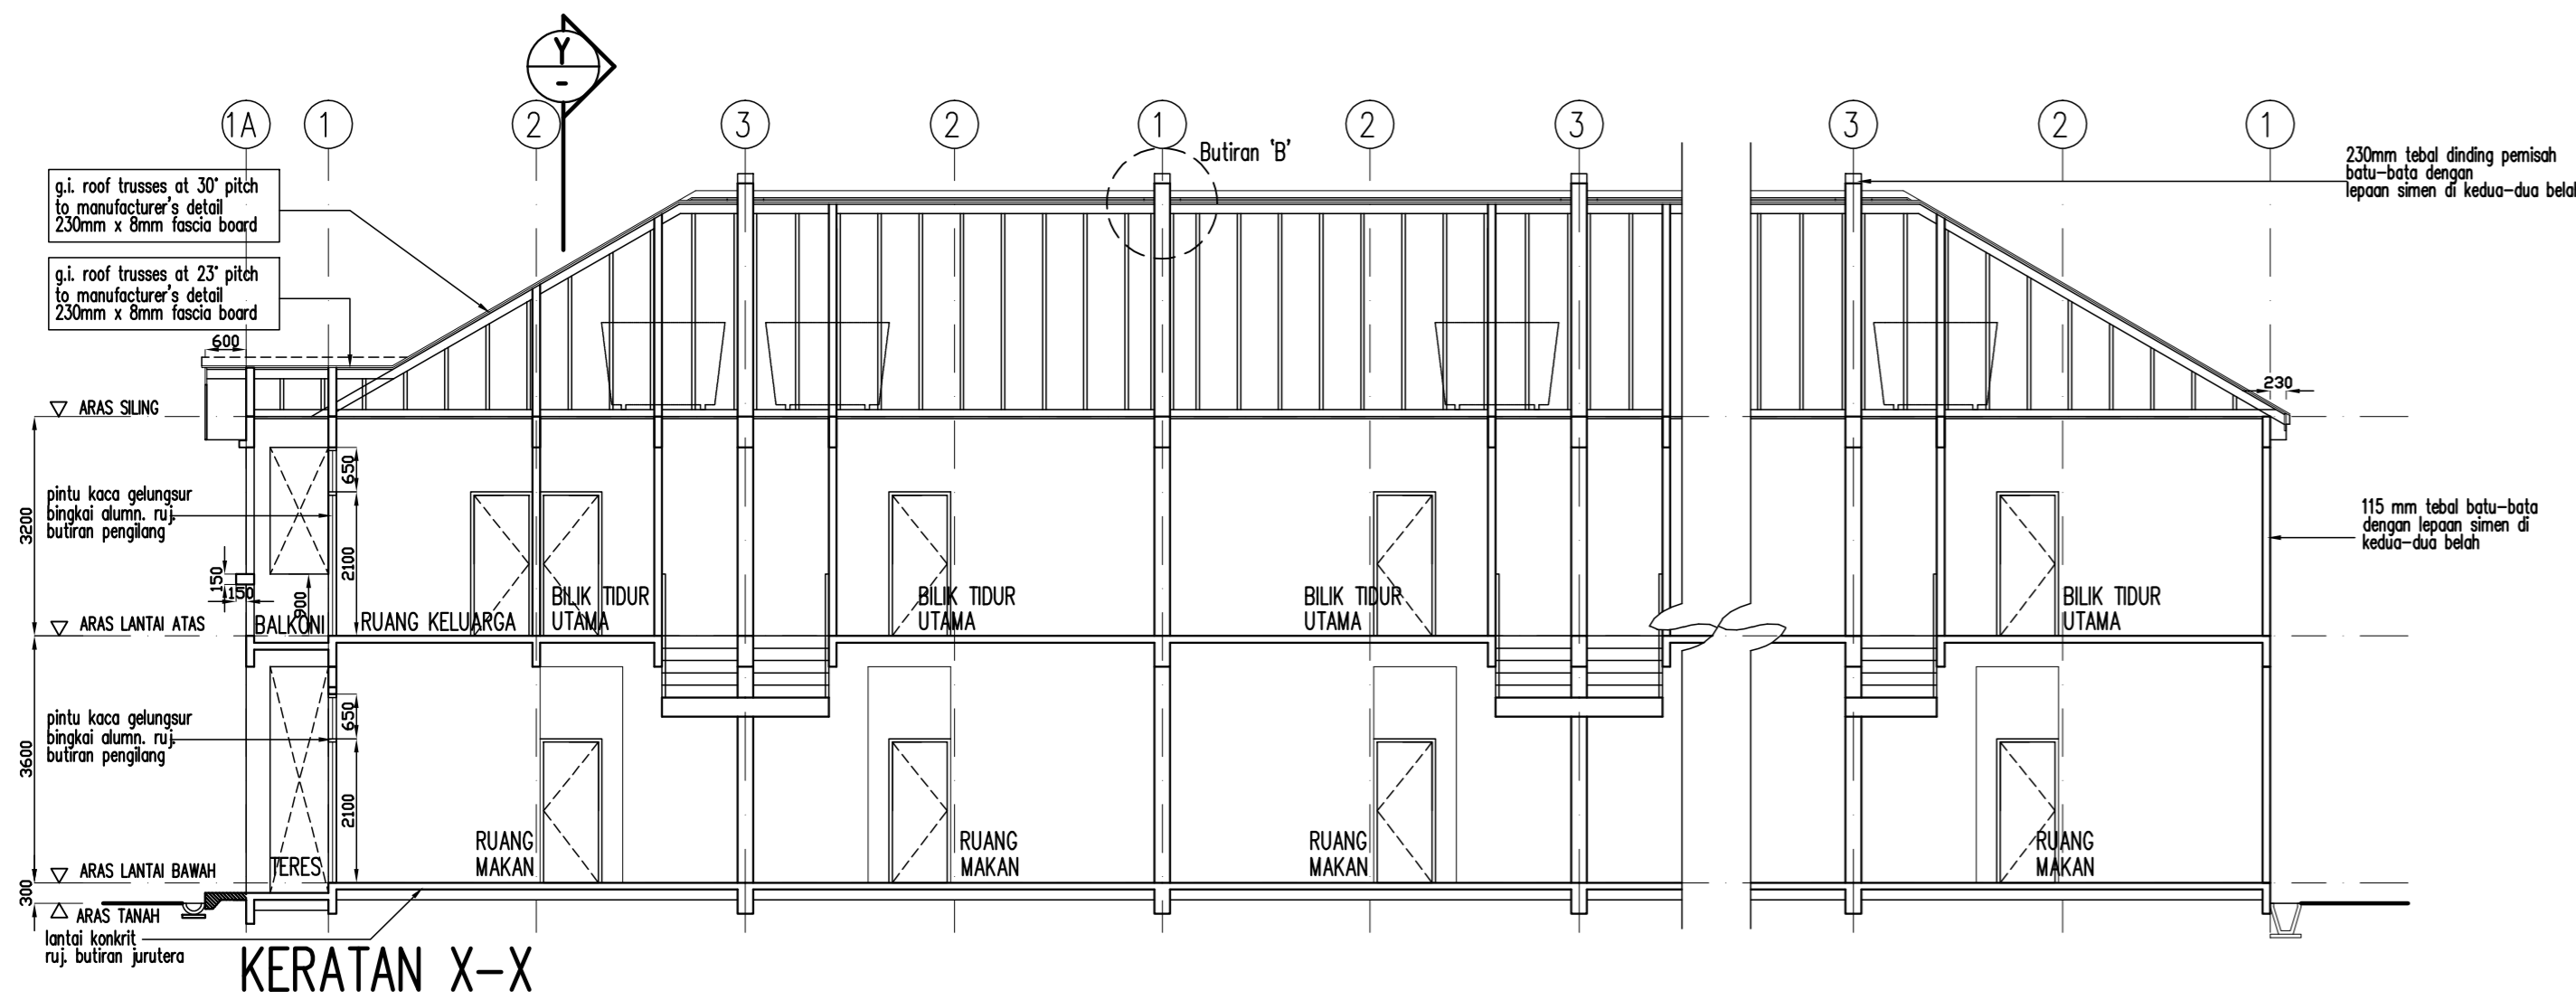 Y
-
1A
1
2
3
2
1
2
3
3
2
1
Butiran 'B'
230mm tebal dinding pemisah
batu-bata dengan
lepaan simen di kedua-dua belah
g.i. roof trusses at 30° pitch
to manufacturer's detail
230mm x 8mm fascia board
g.i. roof trusses at 23° pitch
to manufacturer's detail
230mm x 8mm fascia board
600
230
ARAS SILING
3200
pintu kaca gelungsur
bingkai alumn. ruj.
butiran pengilang
650
2100
150
150
900
115 mm tebal batu-bata
dengan lepaan simen di
kedua-dua belah
ARAS LANTAI ATAS
BALKONI
RUANG KELUARGA
BILIK TIDUR
UTAMA
BILIK TIDUR
UTAMA
BILIK TIDUR
UTAMA
BILIK TIDUR
UTAMA
3600
pintu kaca gelungsur
bingkai alumn. ruj.
butiran pengilang
650
2100
TERES
RUANG
MAKAN
RUANG
MAKAN
RUANG
MAKAN
RUANG
MAKAN
ARAS LANTAI BAWAH
300
ARAS TANAH
lantai konkrit
ruj. butiran jurutera
KERATAN X-X